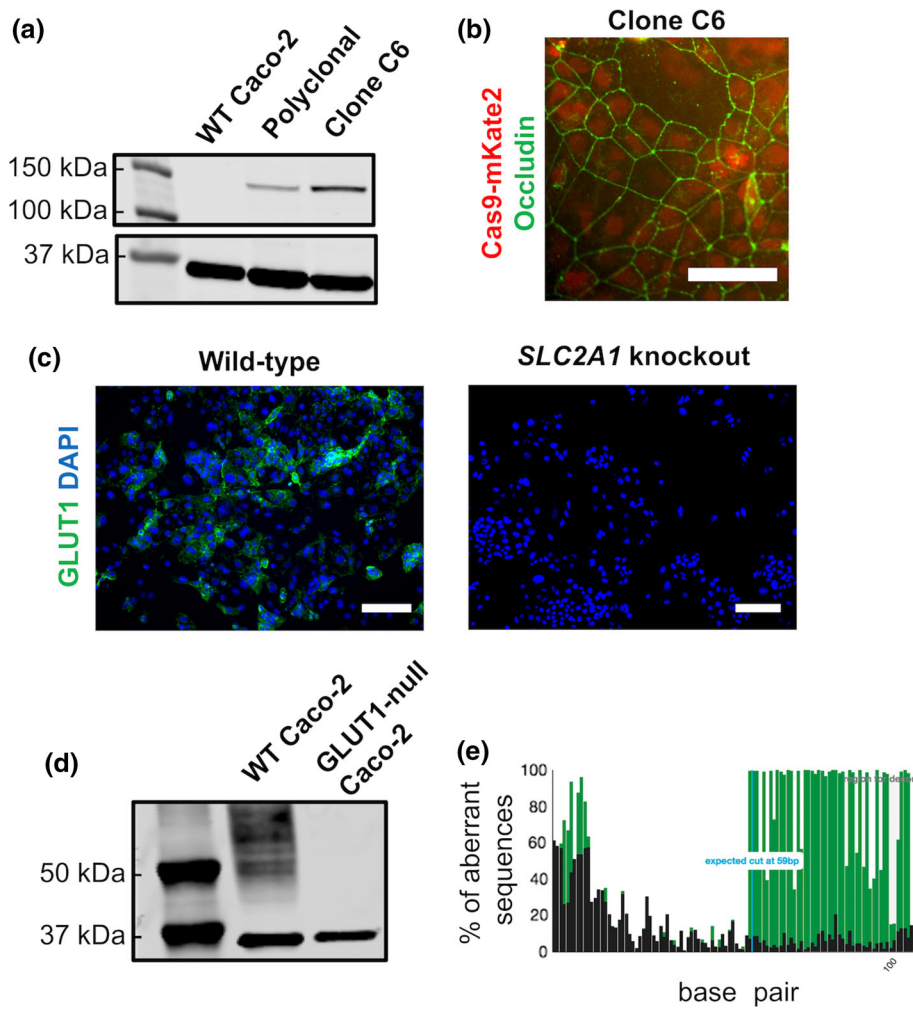 (a)
WT Caco-2
Polyclonal
Clone C6
150 kDa
100 kDa
37 kDa
(b)
Clone C6
Cas9-mKate2
Occludin
(c)
Wild-type
SLC2A1 knockout
GLUT1 DAPI
(d)
WT Caco-2
GLUT1-null
Caco-2
50 kDa
37 kDa
(e)
% of aberrant
sequences
100
80
60
40
20
0
expected cut at 59bp
region for
100
base pair